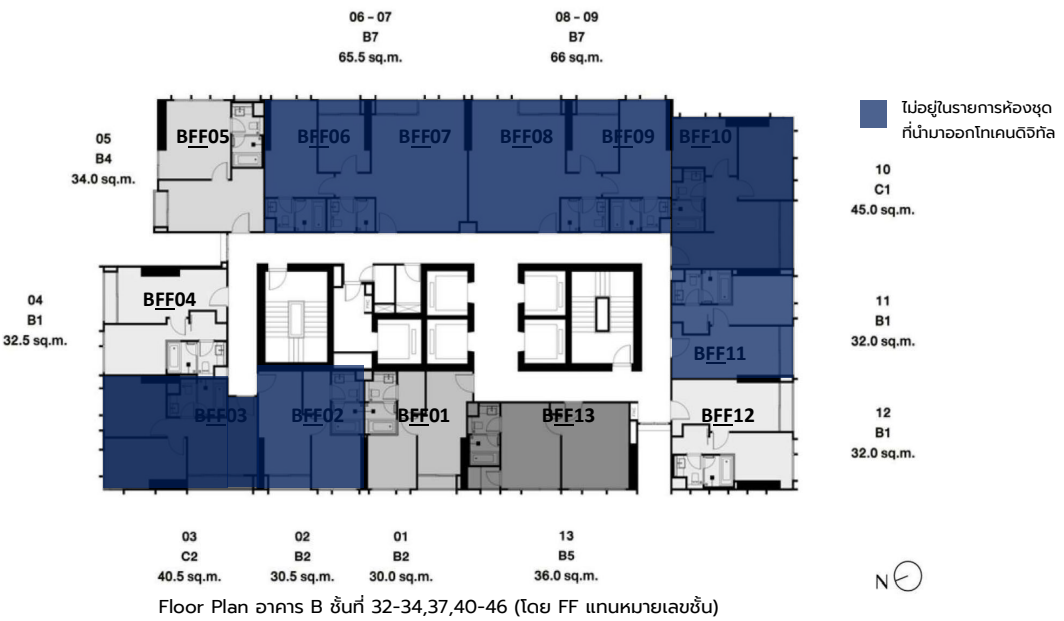 06 – 07
B7
65.5 sq.m.
08 – 09
B7
66 sq.m.
ไม่อยู่ในรายการห้องชุด
ที่นำมาออกโทเคนดิจิทัล
05
B4
34.0 sq.m.
BFF05
BFF06
BFF07
BFF08
BFF09
BFF10
10
C1
45.0 sq.m.
04
B1
32.5 sq.m.
BFF04
BFF11
11
B1
32.0 sq.m.
BFF03
BFF02
BFF01
BFF13
BFF12
12
B1
32.0 sq.m.
03
C2
40.5 sq.m.
02
B2
30.5 sq.m.
01
B2
30.0 sq.m.
13
B5
36.0 sq.m.
N
Floor Plan อาคาร B ชั้นที่ 32-34,37,40-46 (โดย FF แทนหมายเลขชั้น)